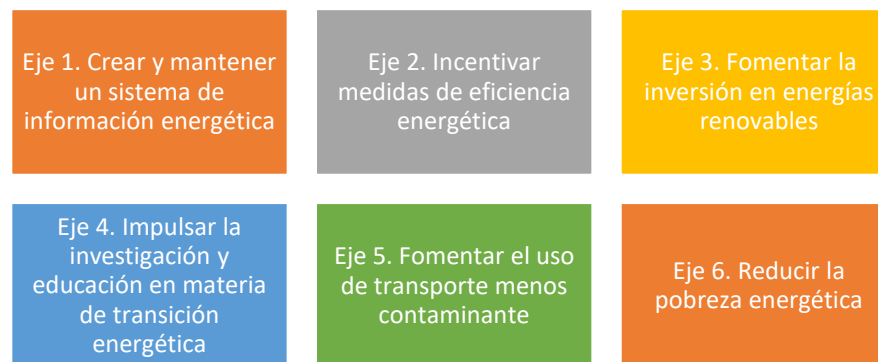 Eje 1. Crear y mantener
un sistema de
información energética
Eje 2. Incentivar
medidas de eficiencia
energética
Eje 3. Fomentar la
inversión en energías
renovables
Eje 4. Impulsar la
investigación y
educación en materia
de transición
energética
Eje 5. Fomentar el uso
de transporte menos
contaminante
Eje 6. Reducir la
pobreza energética